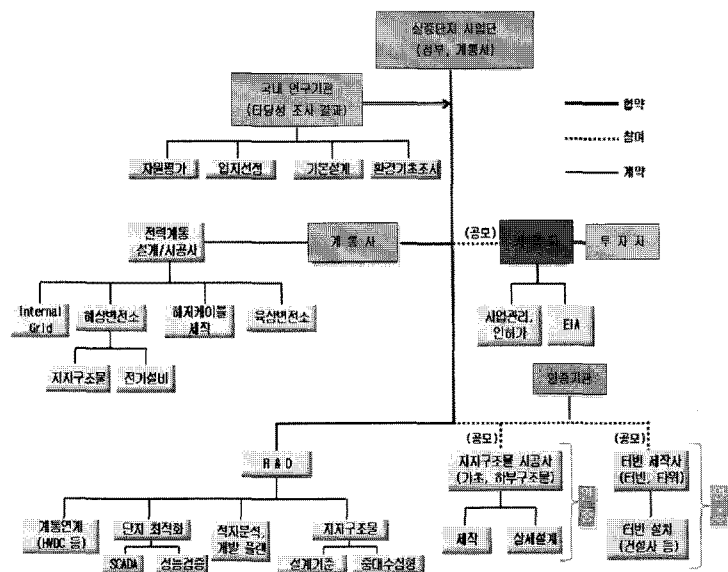 실증단지 사업단
(정부, 계통사)
국내 연구기관
(타당성 조사 결과)
협약
참여
계약
자원평가
입지선정
기본설계
환경기초조사
전력계통
설계/시공사
계통사
(공모)
투자사
Internal
Grid
해상변전소
해저케이블
제작
육상변전소
사업관리,
인허가
EIA
지지구조물
전기설비
인증기관
R & D
(공모)
지지구조물 시공사
(기초, 하부구조물)
(공모)
터빈 제작사
(터빈, 타워)
계통연계
(HVDC 등)
단지 최적화
적지분석,
개발 플랜
지지구조물
제작
상세설계
터빈 설치
(건설사 등)
SCADA
성능검증
설계기준
중대수심형